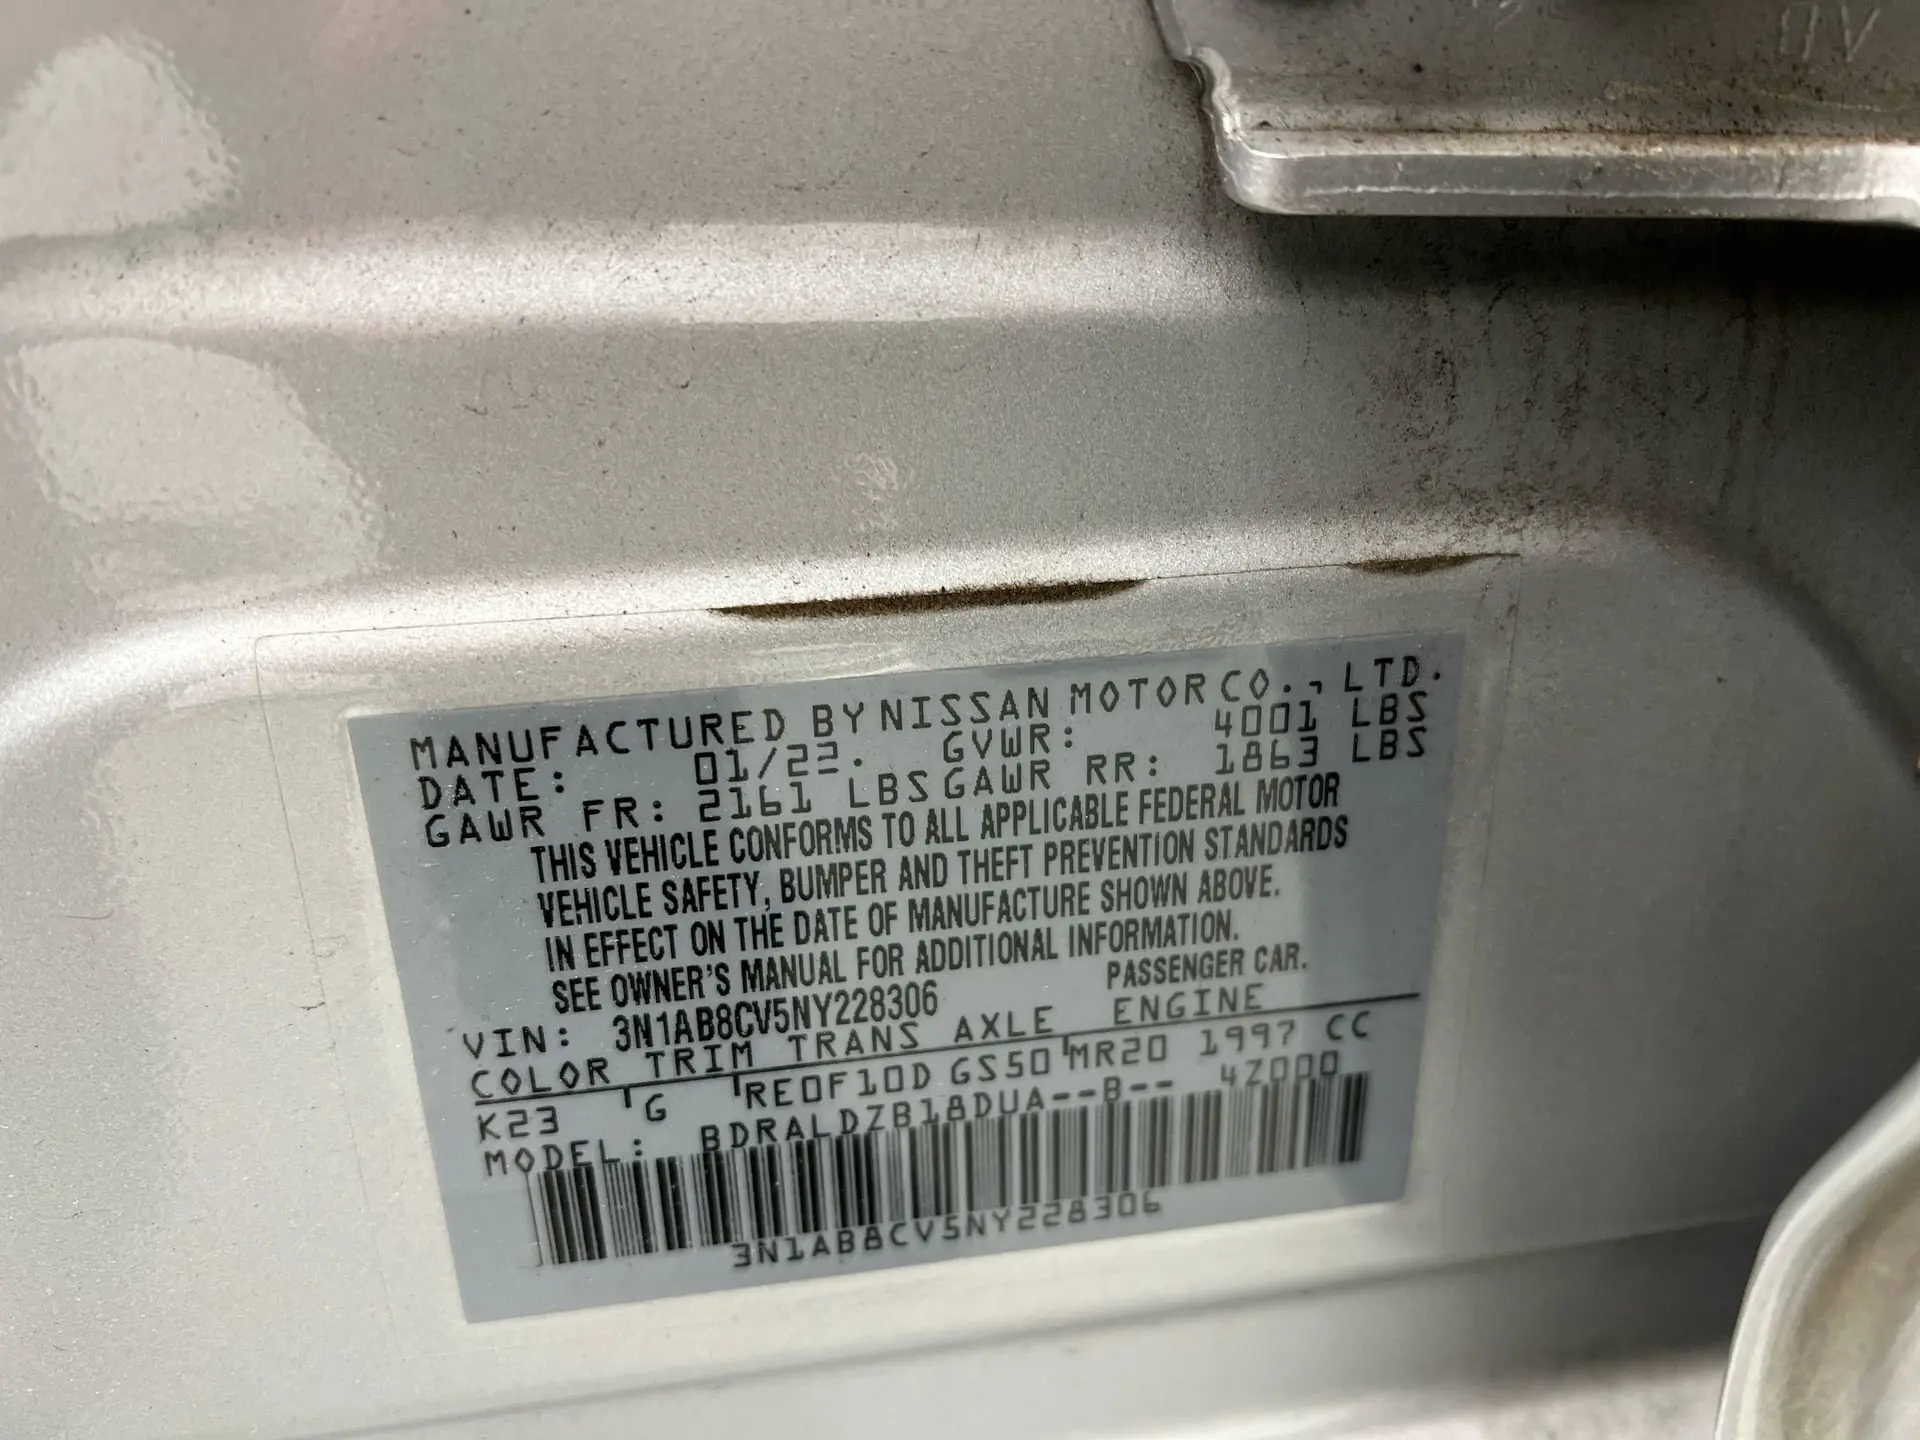 MANUFACTURED BY NISSAN MOTOR CO., LTD.
DATE: 01/22. GVWR: 4001 LBS
GAWR FR: 2161 LBS GAWR RR: 1863 LBS
THIS VEHICLE CONFORMS TO ALL APPLICABLE FEDERAL MOTOR
VEHICLE SAFETY, BUMPER AND THEFT PREVENTION STANDARDS
IN EFFECT ON THE DATE OF MANUFACTURE SHOWN ABOVE.
SEE OWNER'S MANUAL FOR ADDITIONAL INFORMATION.
VIN: 3N1AB8CV5NY228306 PASSENGER CAR.
COLOR TRIM TRANS AXLE ENGINE
K23 G RE0F10D GS50 MR20 1997 CC
MODEL: BDRALDZB18DUA--B-- 4Z000
3N1AB8CV5NY228306